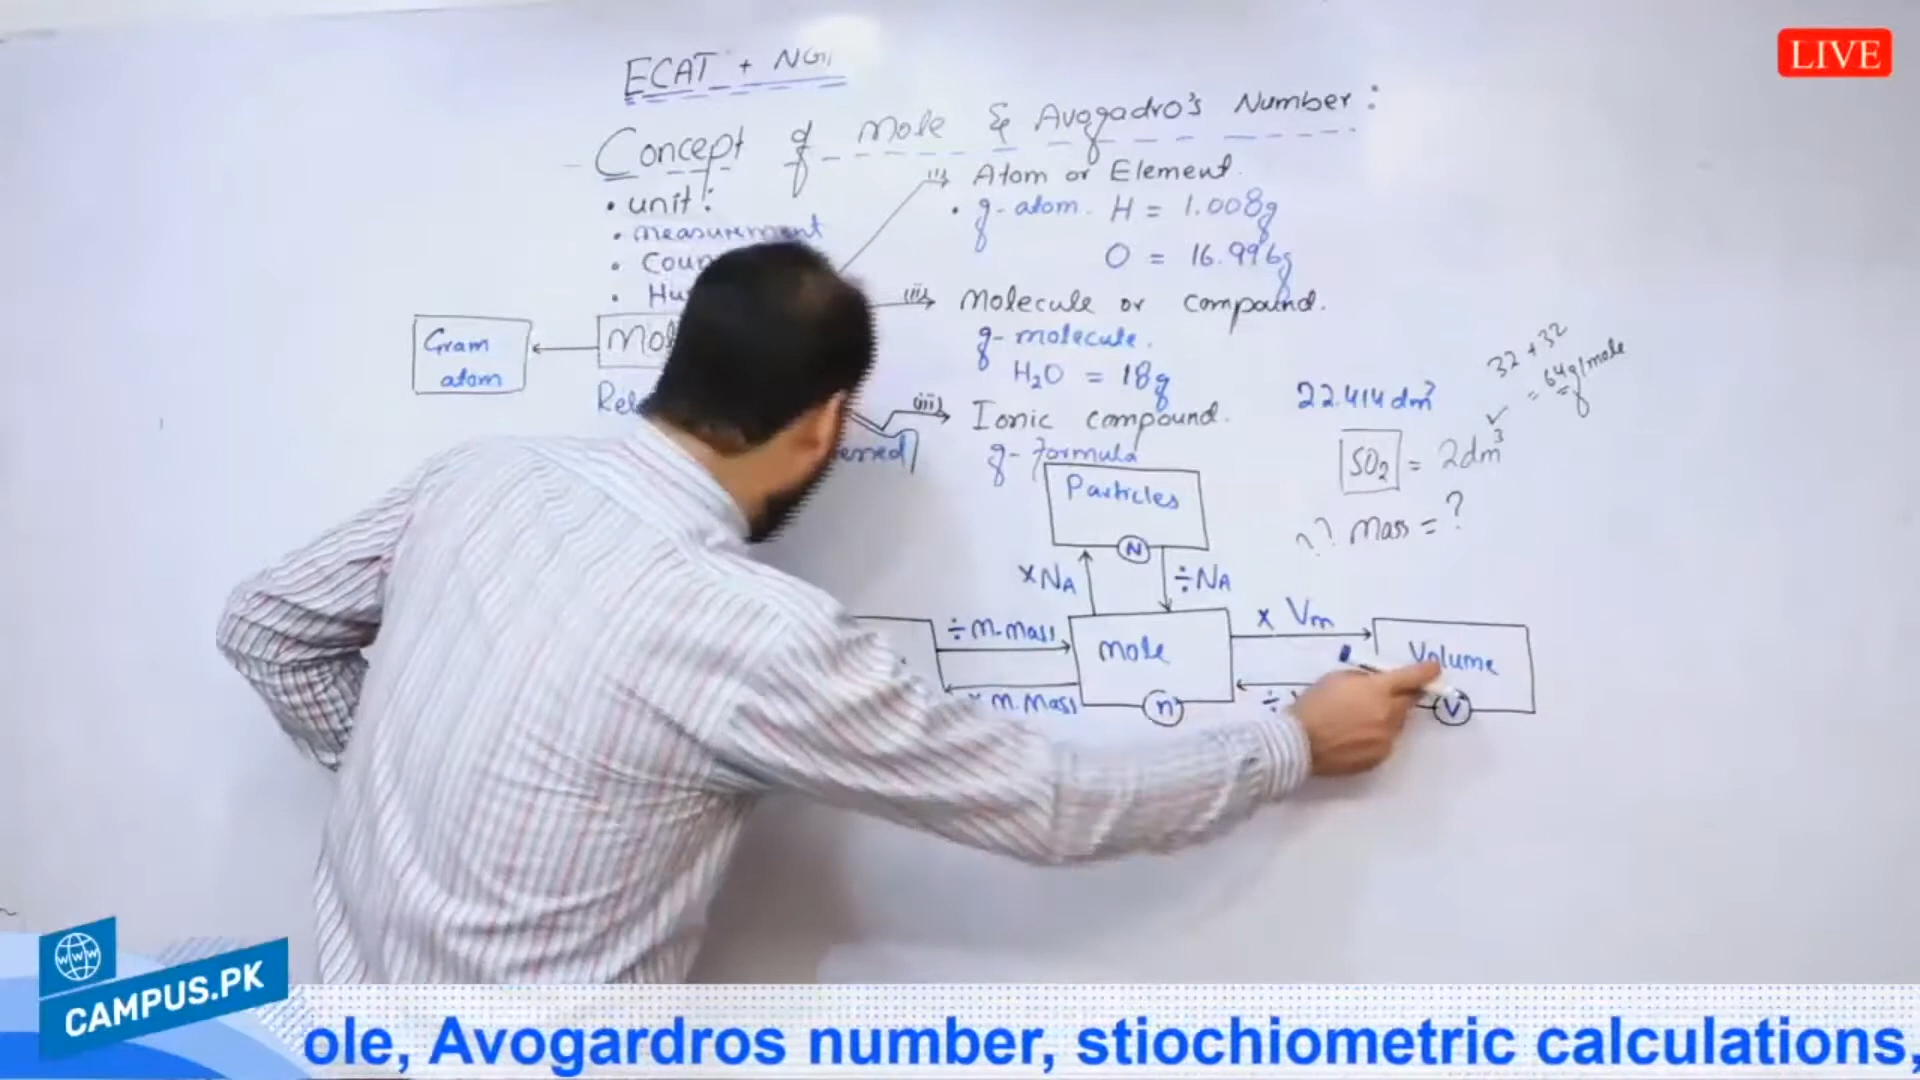 LIVE
ECAT +
Concept of Mole & Avogadro's Number:
• unit:
• measurement
•
•
Gram
atom
i) Atom or Element.
• g-atom. H = 1.008g
O = 16.996g
(ii) Molecule or compound.
g-molecule.
H2O = 18g
(iii) Ionic compound.
g-formula
22.414 dm³
32 + 32
= 64g/mole
✓
SO2 = 2dm³
Mass = ?
Particles
N
×NA
÷NA
÷ M.Mass
× M.Mass
mole
n
× Vm
÷
Volume
V
WWW
CAMPUS.PK
ole, Avogardros number, stiochiometric calculations,